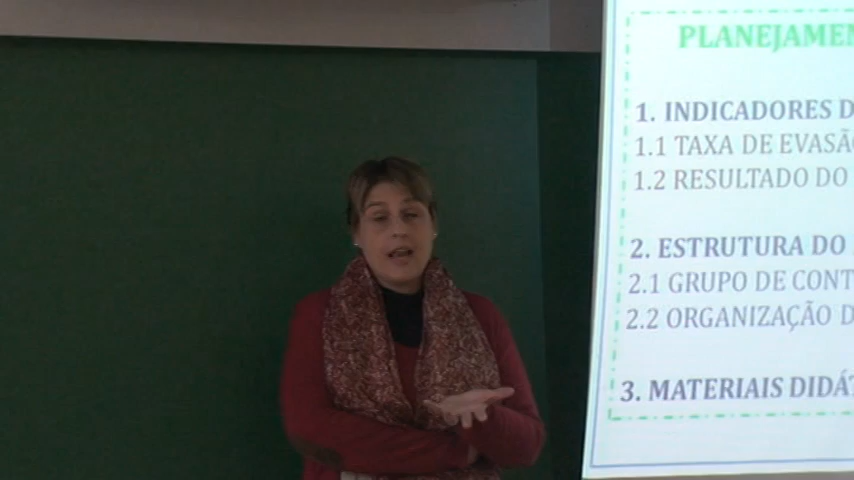 PLANEJAMEN
1. INDICADORES D
1.1 TAXA DE EVASÃO
1.2 RESULTADO DO
2. ESTRUTURA DO
2.1 GRUPO DE CONT
2.2 ORGANIZAÇÃO D
3. MATERIAIS DIDÁT